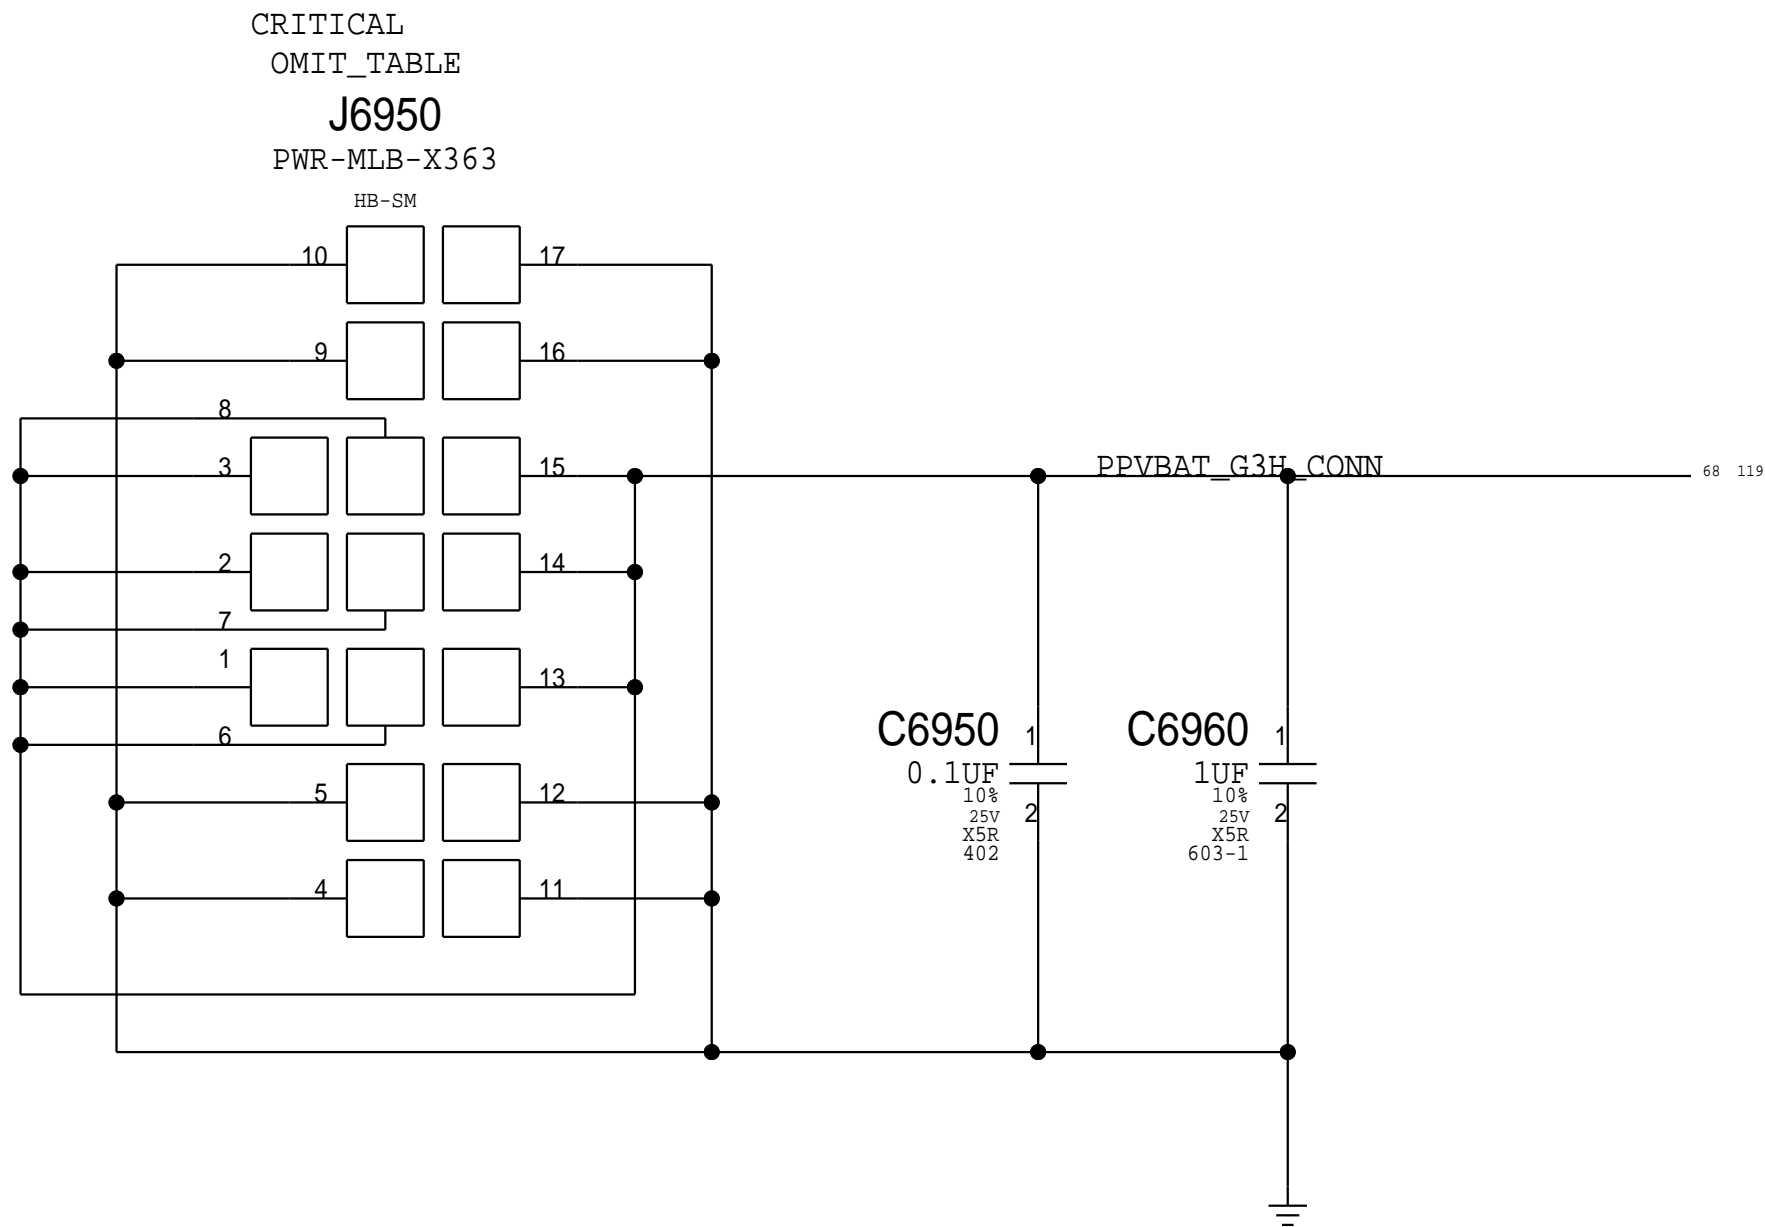 CRITICAL
OMIT_TABLE
J6950
PWR-MLB-X363
HB-SM
10 17
9 16
8
3 15
PPVBAT_G3H_CONN 68 119
2 14
7
1 13
6
C6950 1
0.1UF
10%
25V 2
X5R
402
C6960 1
1UF
10%
25V 2
X5R
603-1
5 12
4 11